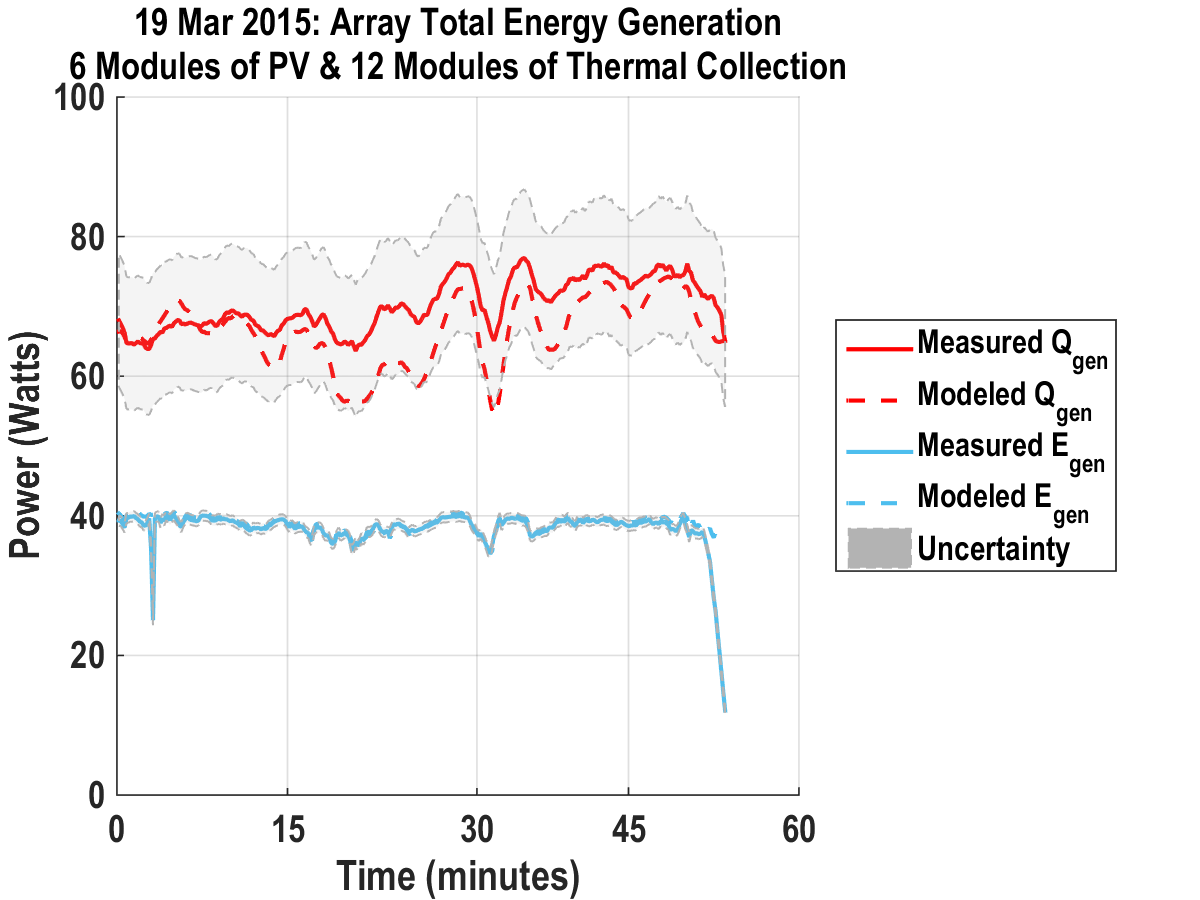 19 Mar 2015: Array Total Energy Generation
6 Modules of PV & 12 Modules of Thermal Collection
100
80
60
40
20
0
0 15 30 45 60
Power (Watts)
Time (minutes)
Measured Qgen
Modeled Qgen
Measured Egen
Modeled Egen
Uncertainty